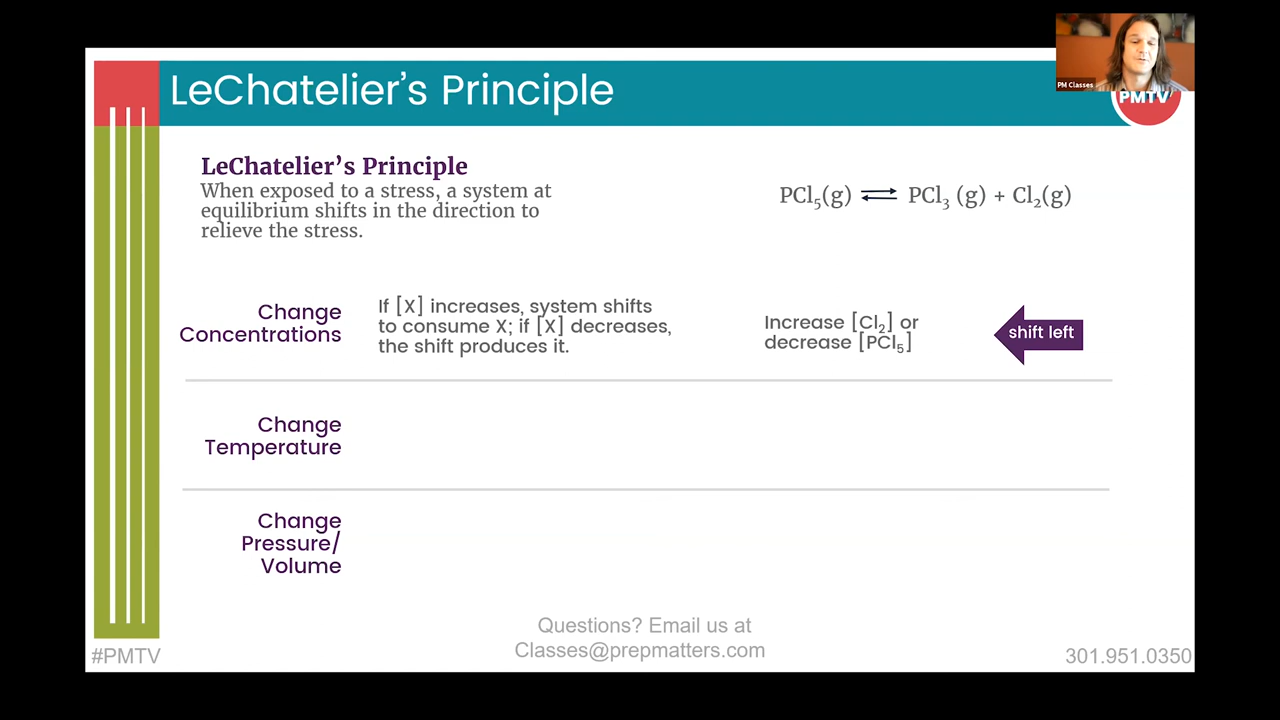 LeChatelier's Principle
PM Classes
PMTV
LeChatelier's Principle
When exposed to a stress, a system at
equilibrium shifts in the direction to
relieve the stress.
PCl₅(g) ⇌ PCl₃ (g) + Cl₂(g)
Change
Concentrations
If [X] increases, system shifts
to consume X; if [X] decreases,
the shift produces it.
Increase [Cl₂] or
decrease [PCl₅]
shift left
Change
Temperature
Change
Pressure/
Volume
Questions? Email us at
Classes@prepmatters.com
#PMTV
301.951.0350